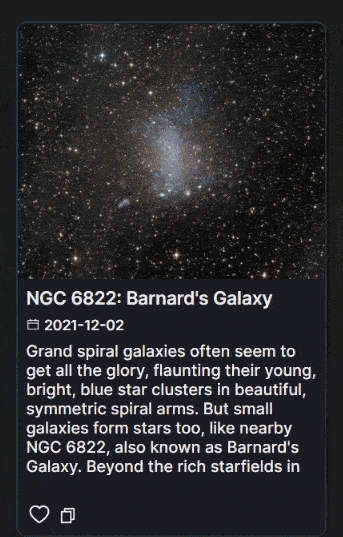 NGC 6822: Barnard's Galaxy
2021-12-02
Grand spiral galaxies often seem to
get all the glory, flaunting their young,
bright, blue star clusters in beautiful,
symmetric spiral arms. But small
galaxies form stars too, like nearby
NGC 6822, also known as Barnard's
Galaxy. Beyond the rich starfields in